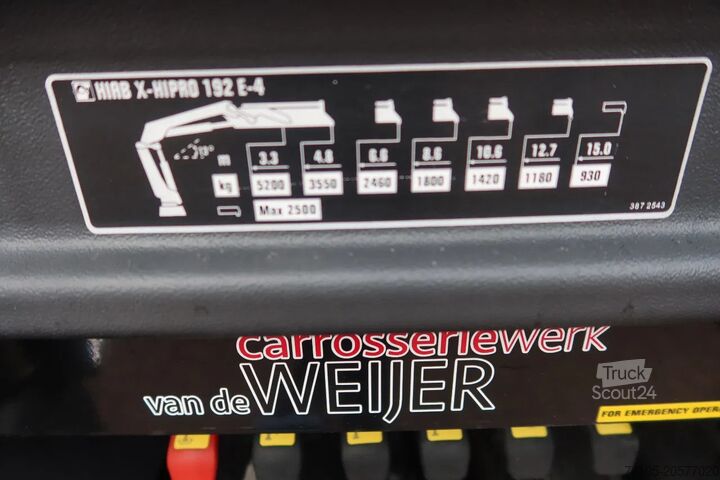 HIAB X-HIPRO 192 E-4
m 3.3 4.8 6.6 8.6 10.6 12.7 15.0
kg 5200 3550 2460 1800 1420 1180 930
Max 2500
387 2543
carrosseriewerk
van de WEIJER
Truck
Scout24
FOR EMERGENCY OPER